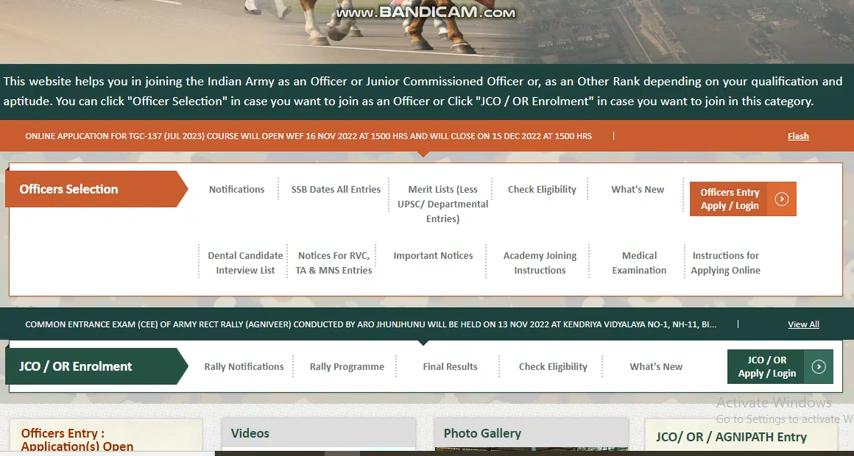 www.BANDICAM.com
This website helps you in joining the Indian Army as an Officer or Junior Commissioned Officer or, as an Other Rank depending on your qualification and
aptitude. You can click "Officer Selection" in case you want to join as an Officer or Click "JCO / OR Enrolment" in case you want to join in this category.
ONLINE APPLICATION FOR TGC-137 (JUL 2023) COURSE WILL OPEN WEF 16 NOV 2022 AT 1500 HRS AND WILL CLOSE ON 15 DEC 2022 AT 1500 HRS | Flash
Officers Selection
Notifications
SSB Dates All Entries
Merit Lists (Less
UPSC/ Departmental
Entries)
Check Eligibility
What's New
Officers Entry
Apply / Login
Dental Candidate
Interview List
Notices For RVC,
TA & MNS Entries
Important Notices
Academy Joining
Instructions
Medical
Examination
Instructions for
Applying Online
COMMON ENTRANCE EXAM (CEE) OF ARMY RECT RALLY (AGNIVEER) CONDUCTED BY ARO JHUNJHUNU WILL BE HELD ON 13 NOV 2022 AT KENDRIYA VIDYALAYA NO-1, NH-11, BI... | View All
JCO / OR Enrolment
Rally Notifications
Rally Programme
Final Results
Check Eligibility
What's New
JCO / OR
Apply / Login
Activate Windows
Go to Settings to activate W
Officers Entry :
Application(s) Open
Videos
Photo Gallery
JCO/ OR / AGNIPATH Entry